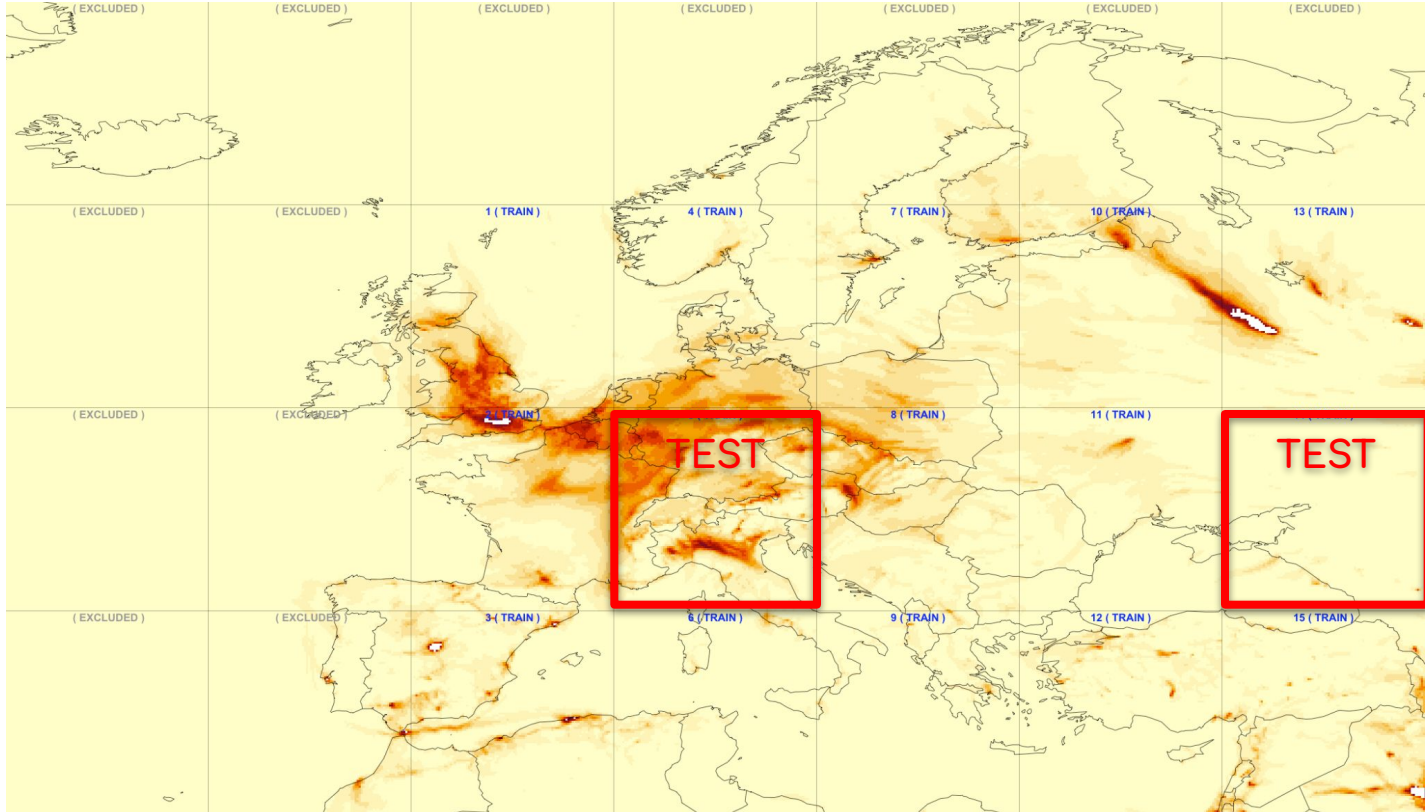 ( EXCLUDED ) ( EXCLUDED ) ( EXCLUDED ) ( EXCLUDED ) ( EXCLUDED ) ( EXCLUDED ) ( EXCLUDED )
( EXCLUDED ) ( EXCLUDED ) 1 ( TRAIN ) 4 ( TRAIN ) 7 ( TRAIN ) 10 ( TRAIN ) 13 ( TRAIN )
( EXCLUDED ) ( EXCLUDED ) 2 ( TRAIN ) 8 ( TRAIN ) 11 ( TRAIN )
TEST TEST
( EXCLUDED ) ( EXCLUDED ) 3 ( TRAIN ) 6 ( TRAIN ) 9 ( TRAIN ) 12 ( TRAIN ) 15 ( TRAIN )